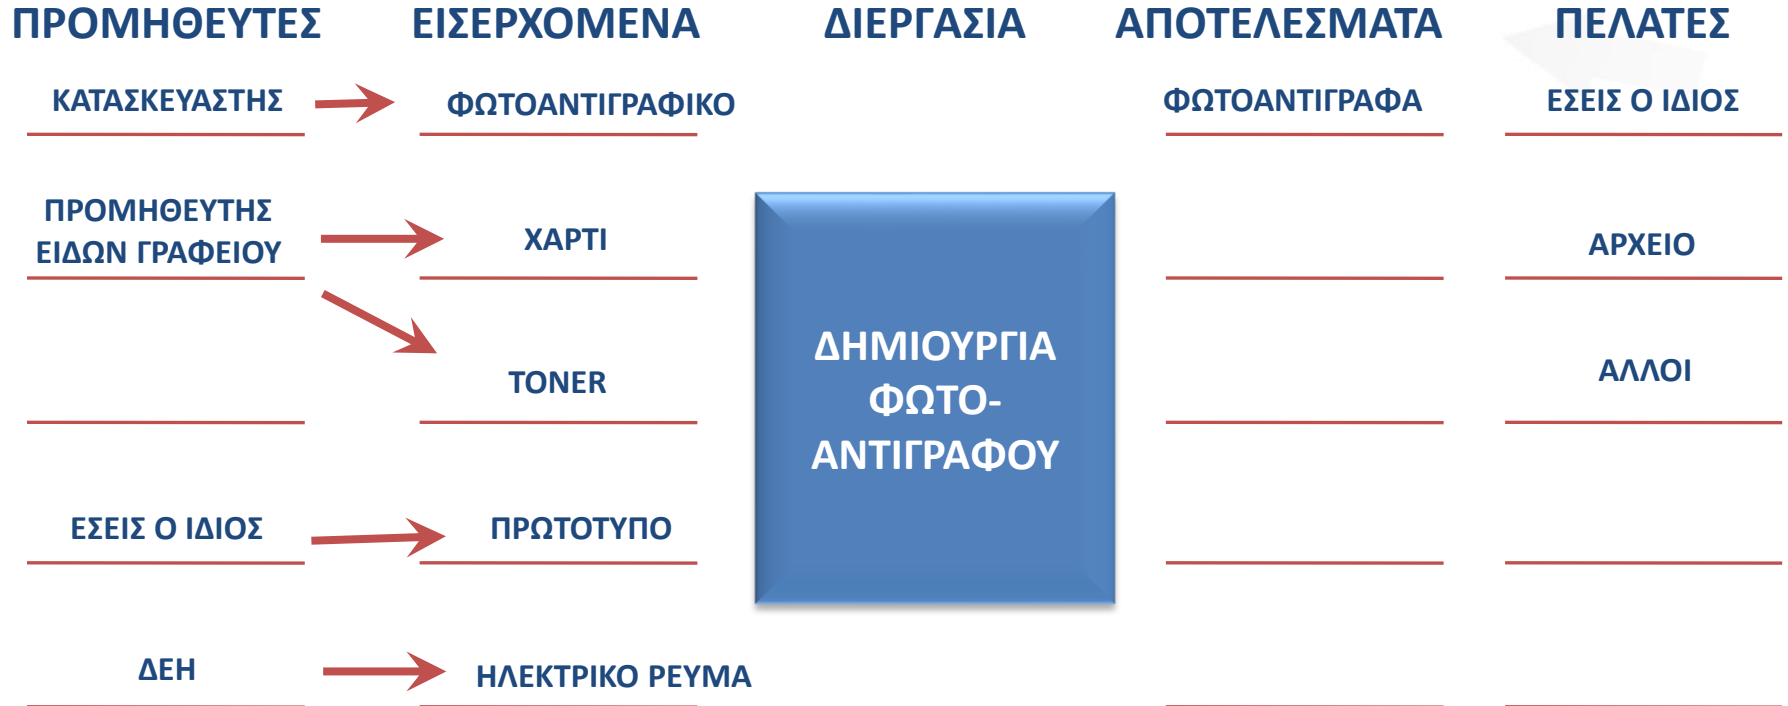 ΠΡΟΜΗΘΕΥΤΕΣ ΕΙΣΕΡΧΟΜΕΝΑ ΔΙΕΡΓΑΣΙΑ ΑΠΟΤΕΛΕΣΜΑΤΑ ΠΕΛΑΤΕΣ
ΚΑΤΑΣΚΕΥΑΣΤΗΣ ΦΩΤΟΑΝΤΙΓΡΑΦΙΚΟ ΦΩΤΟΑΝΤΙΓΡΑΦΑ ΕΣΕΙΣ Ο ΙΔΙΟΣ
ΠΡΟΜΗΘΕΥΤΗΣ
ΕΙΔΩΝ ΓΡΑΦΕΙΟΥ ΧΑΡΤΙ ΑΡΧΕΙΟ
TONER ΑΛΛΟΙ
ΔΗΜΙΟΥΡΓΙΑ
ΦΩΤΟ-
ΑΝΤΙΓΡΑΦΟΥ
ΕΣΕΙΣ Ο ΙΔΙΟΣ ΠΡΩΤΟΤΥΠΟ
ΔΕΗ ΗΛΕΚΤΡΙΚΟ ΡΕΥΜΑ